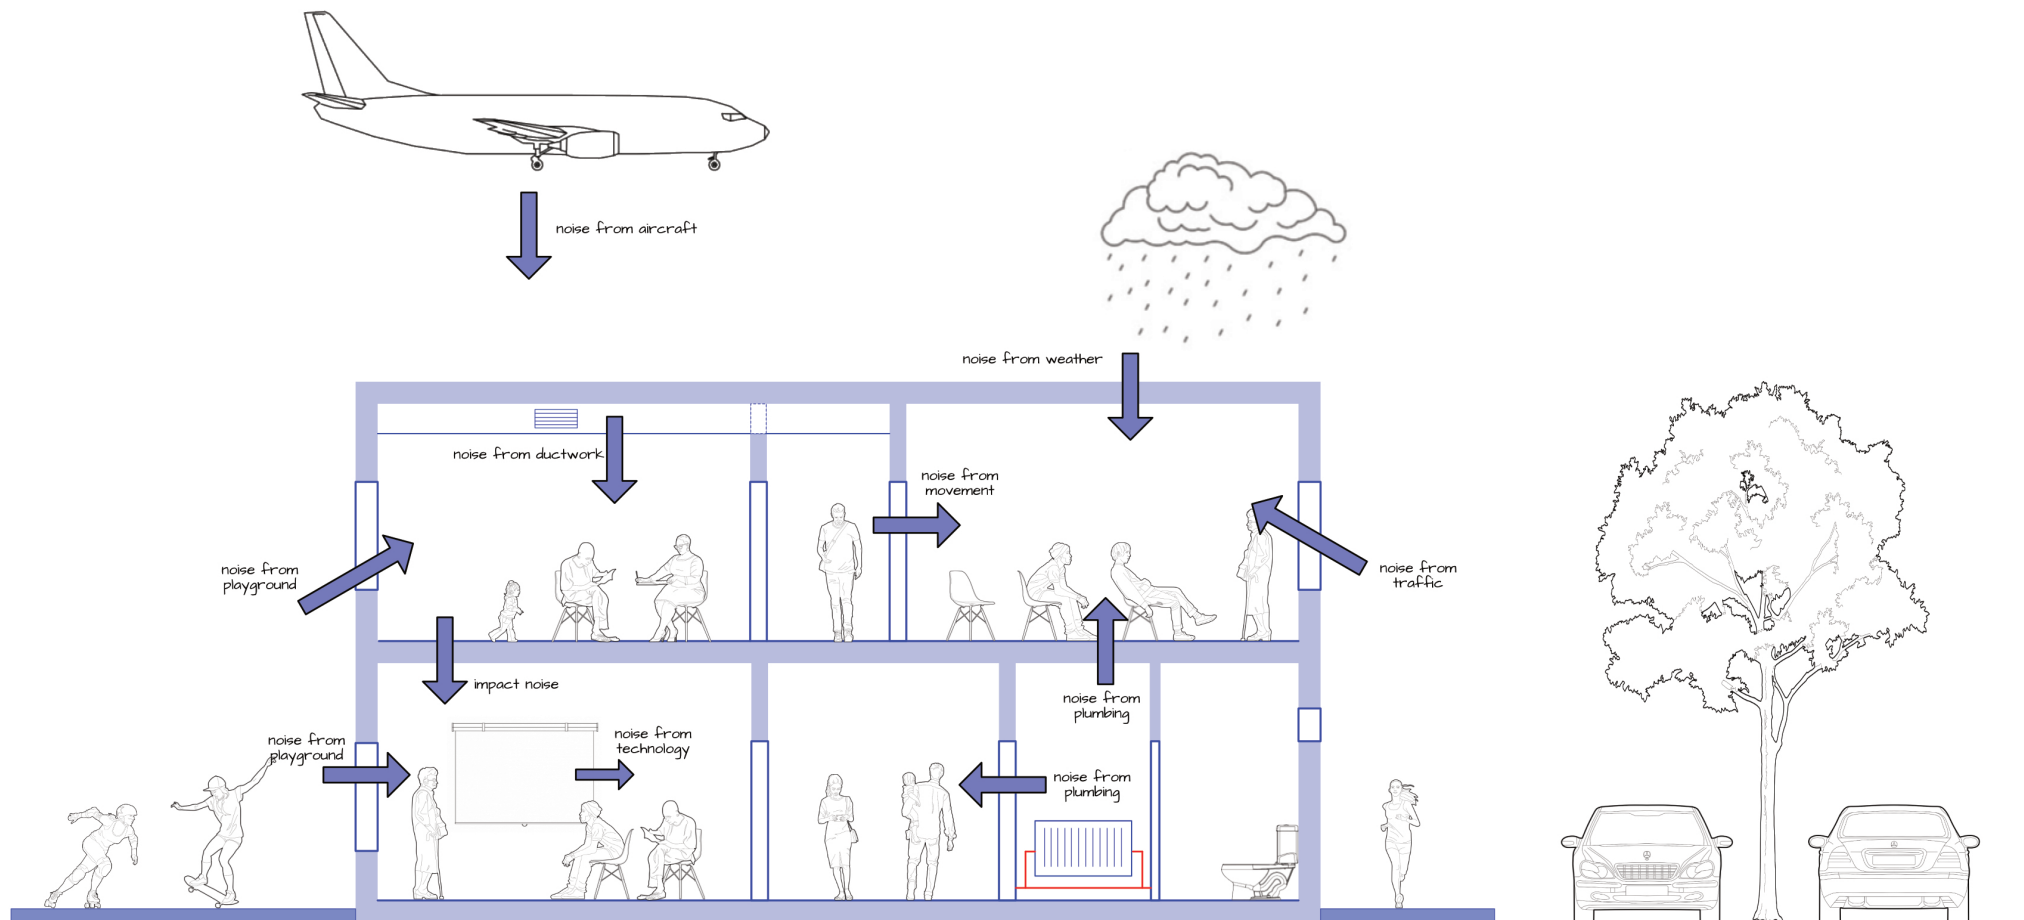 noise from aircraft
noise from weather
noise from ductwork
noise from
movement
noise from
playground
noise from
traffic
impact noise
noise from
plumbing
noise from
playground
noise from
technology
noise from
plumbing